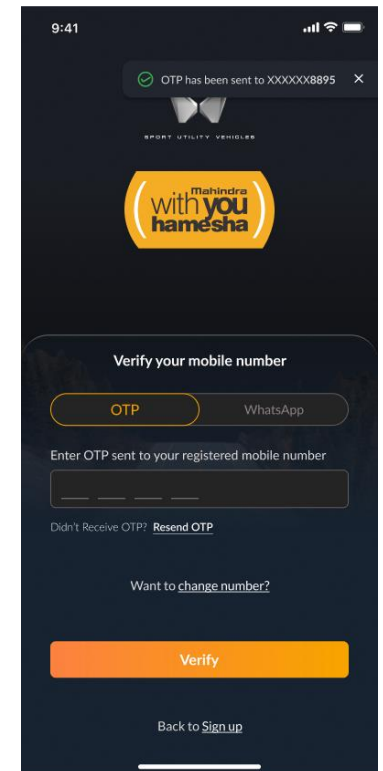 9:41
OTP has been sent to XXXXXX8895
SPORT UTILITY VEHICLES
Mahindra
with you
hamesha
Verify your mobile number
OTP WhatsApp
Enter OTP sent to your registered mobile number
Didn't Receive OTP? Resend OTP
Want to change number?
Verify
Back to Sign up